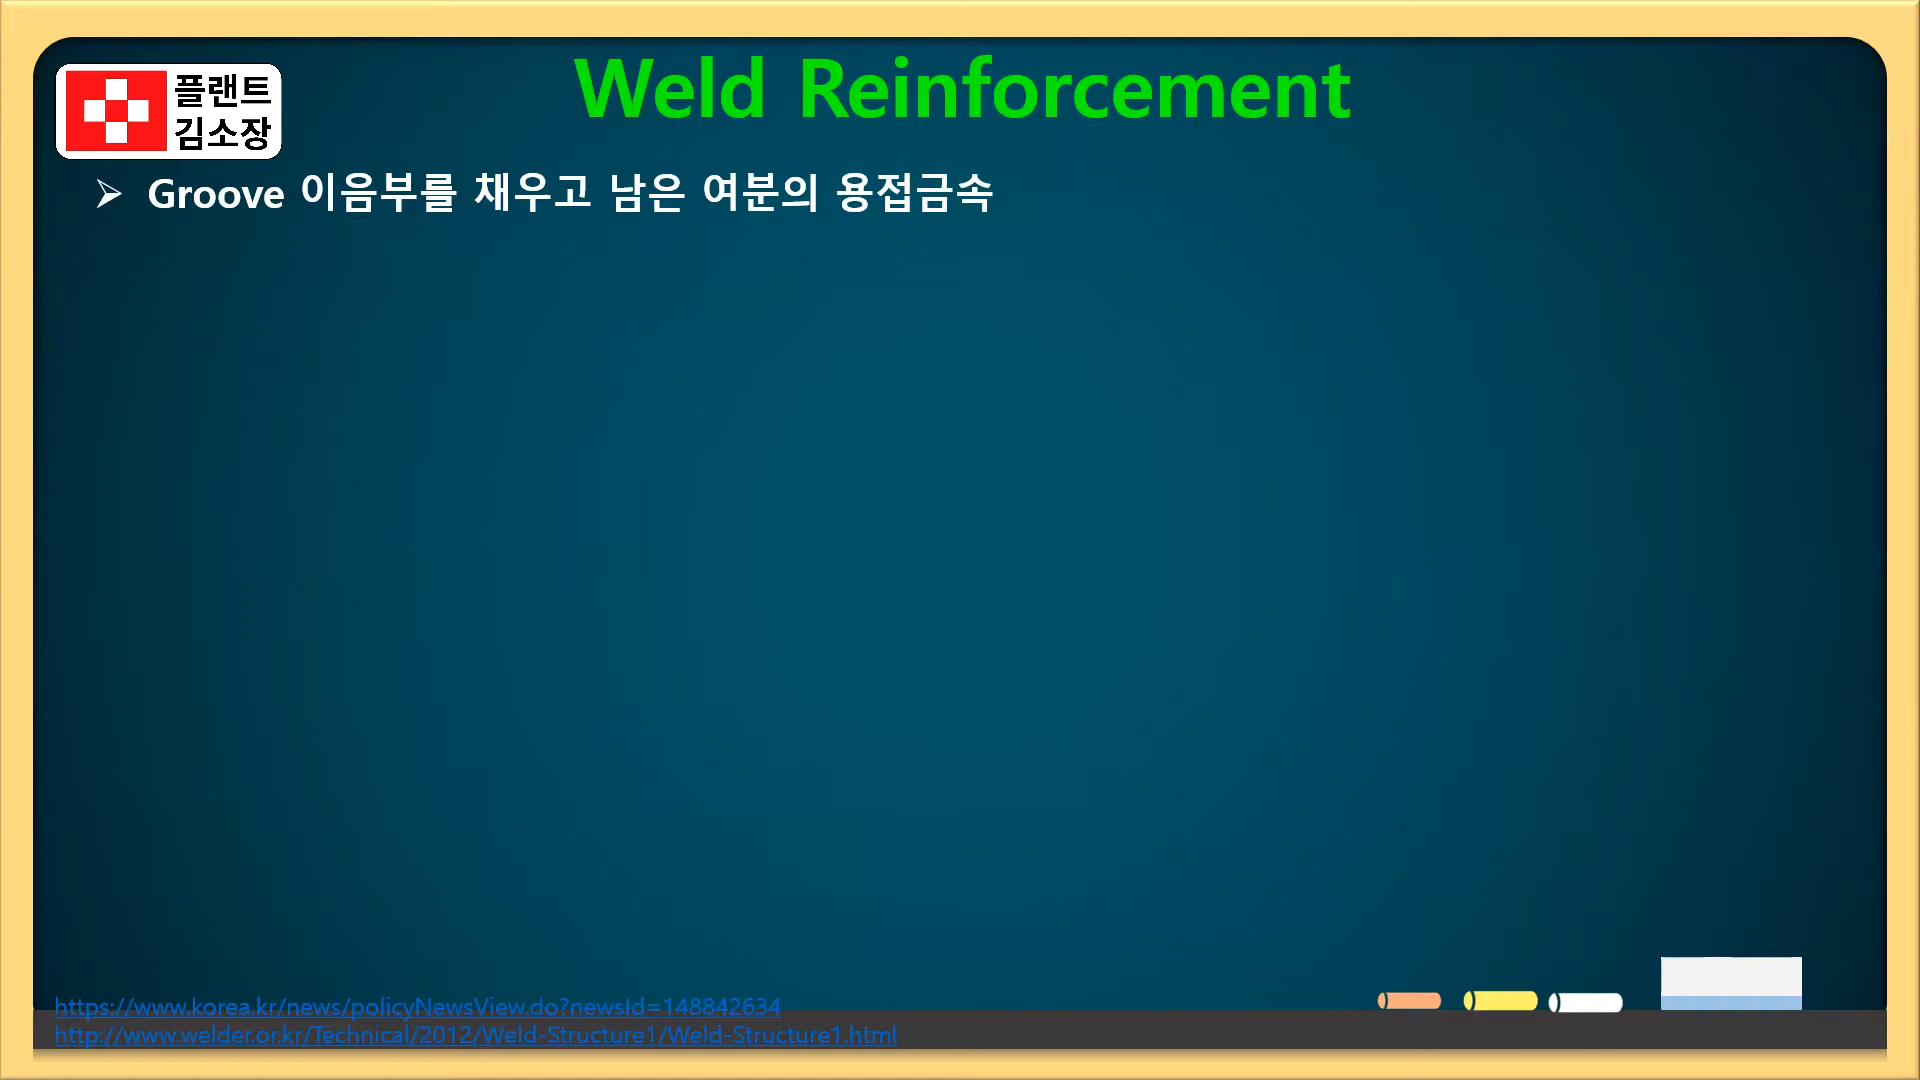 Weld Reinforcement
플랜트
김소장
➢ Groove 이음부를 채우고 남은 여분의 용접금속
https://www.korea.kr/news/policyNewsView.do?newsId=148842634
http://www.welder.or.kr/Technical/2012/Weld-Structure1/Weld-Structure1.html